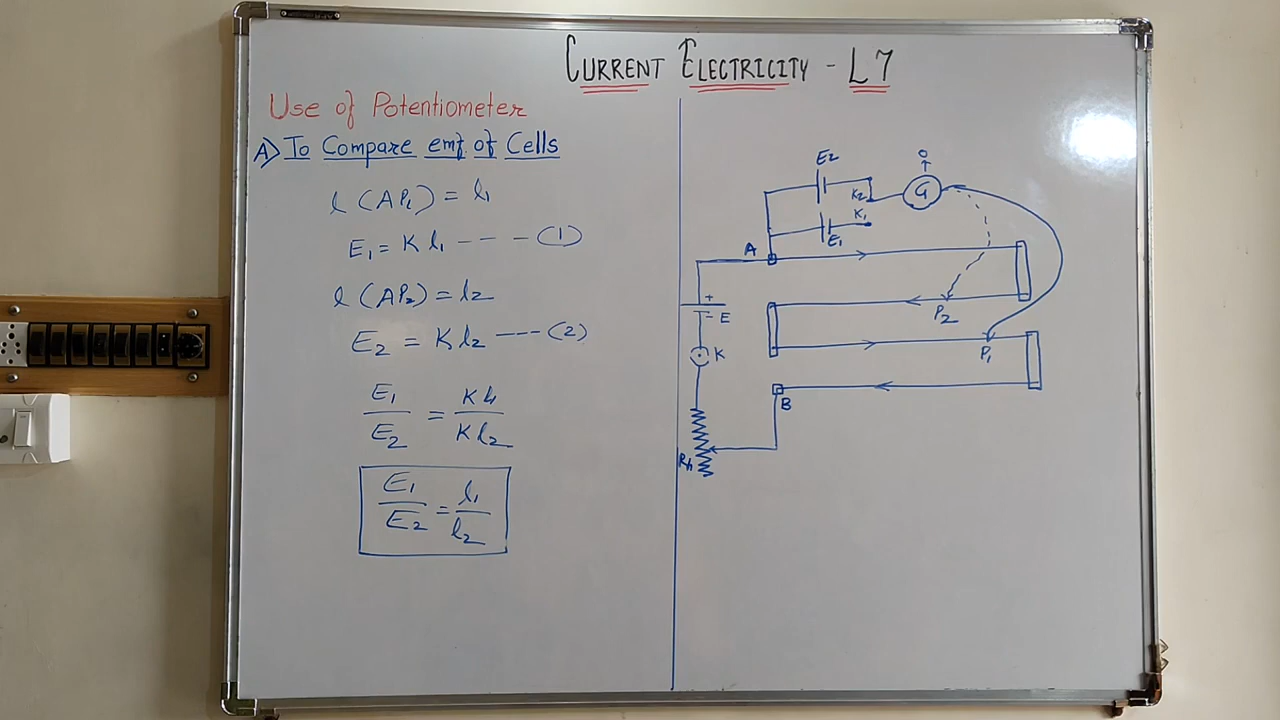 CURRENT ELECTRICITY - L7
Use of Potentiometer
A) To Compare emf of Cells
l (AP₁) = l₁
E₁ = K l₁ --- (1)
l (AP₂) = l₂
E₂ = K l₂ --- (2)
E₁/E₂ = K l₁/K l₂
E₁/E₂ = l₁/l₂
E₂
O
K₂
G
K₁
E₁
A
+
- E
P₂
K
P₁
B
Rh